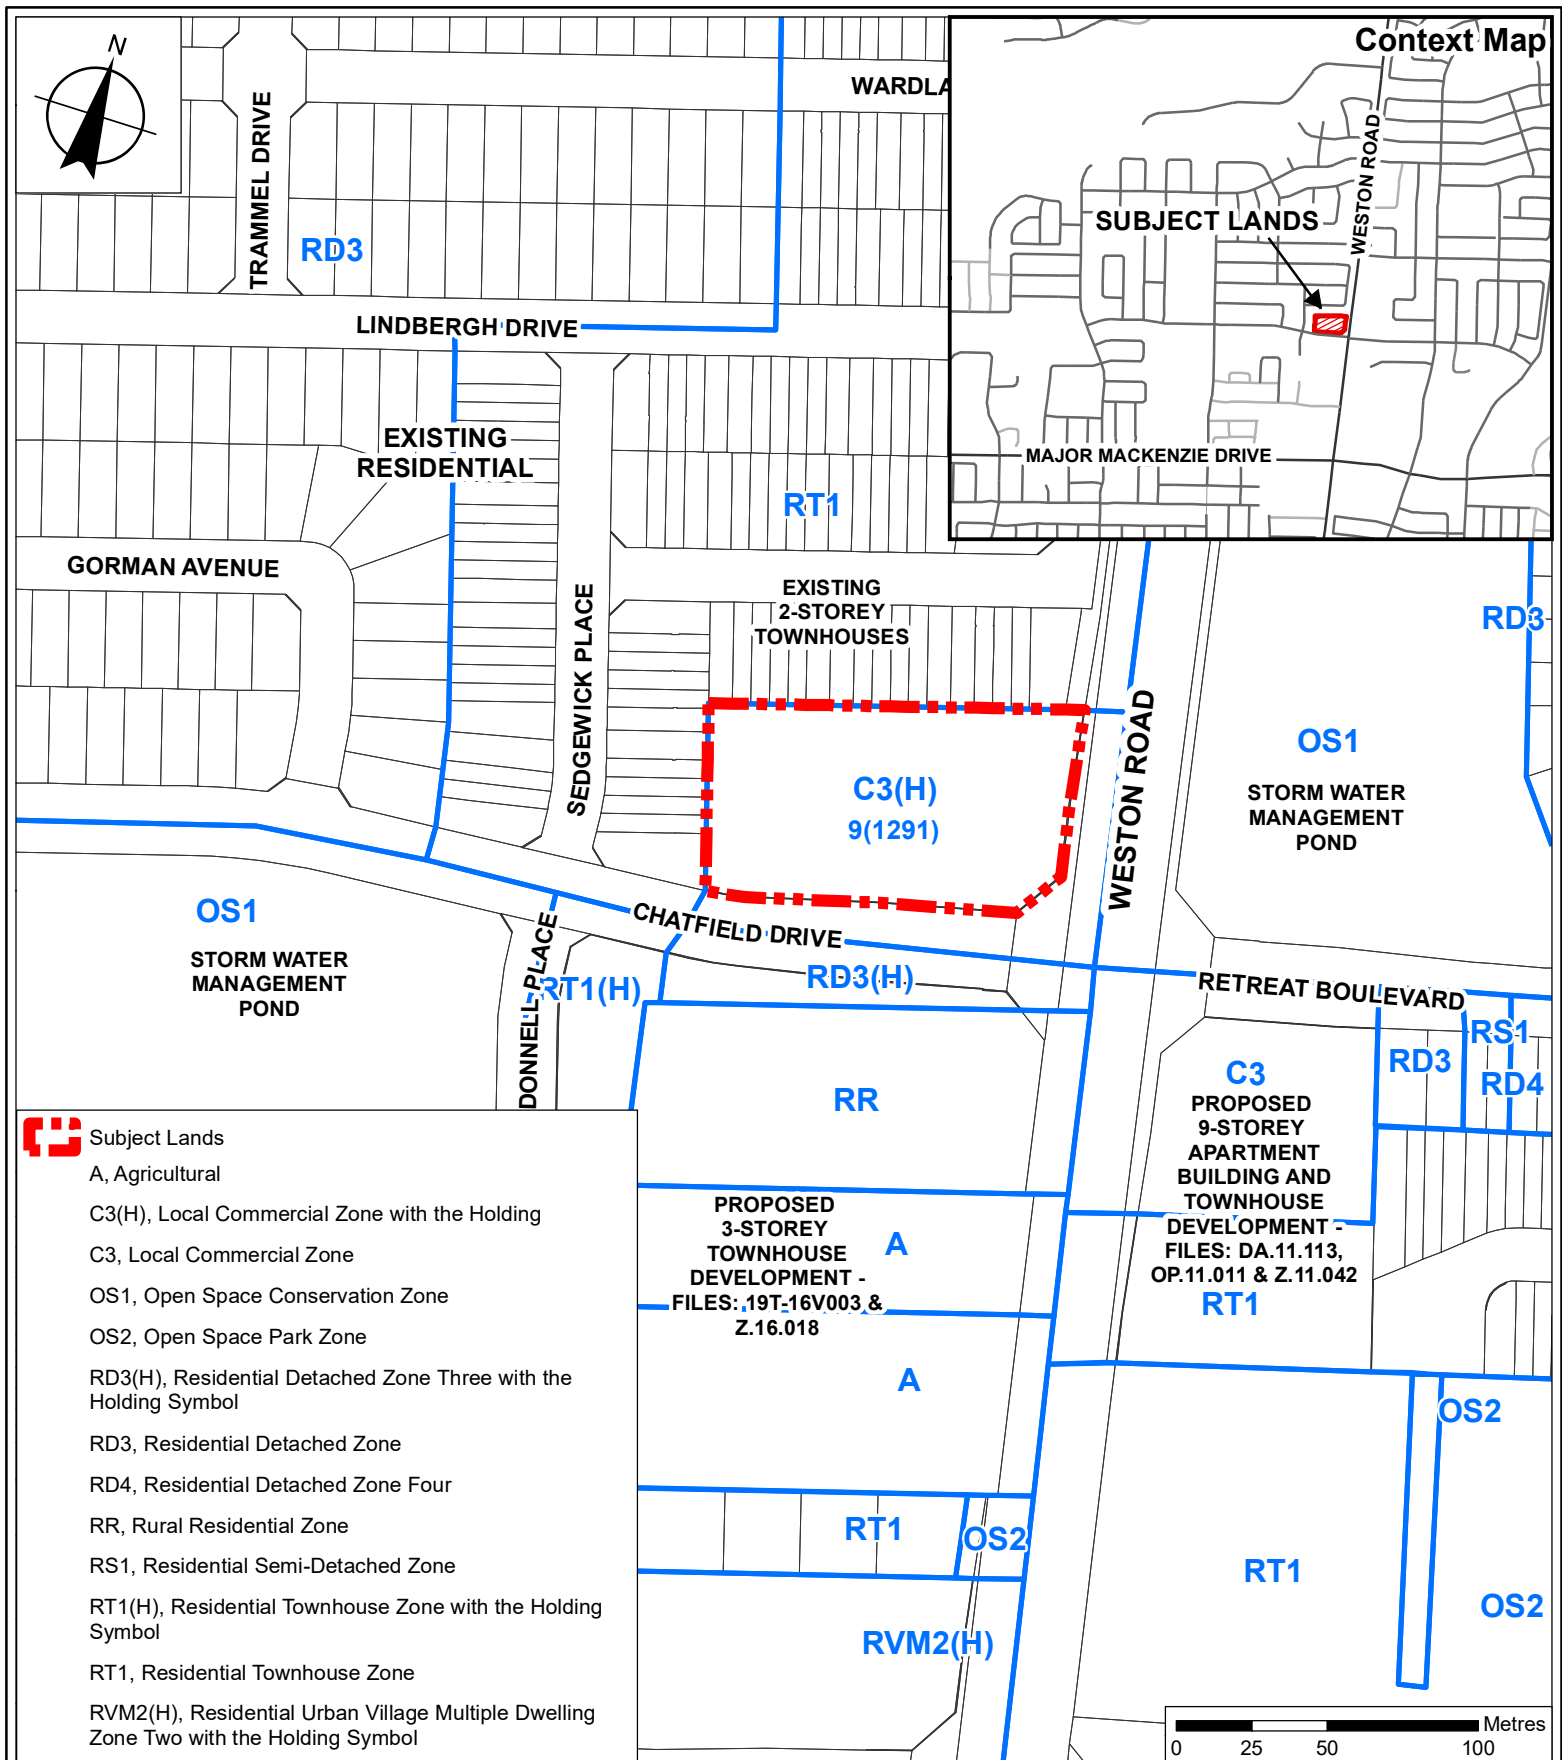 N
WARDLA
Context Map
WESTON ROAD
SUBJECT LANDS
MAJOR MACKENZIE DRIVE
TRAMMEL DRIVE
RD3
LINDBERGH DRIVE
EXISTING
RESIDENTIAL
RT1
GORMAN AVENUE
SEDGEWICK PLACE
EXISTING
2-STOREY
TOWNHOUSES
RD3
C3(H)
9(1291)
WESTON ROAD
OS1
STORM WATER
MANAGEMENT
POND
OS1
STORM WATER
MANAGEMENT
POND
CHATFIELD DRIVE
DONNELL PLACE
RT1(H)
RD3(H)
RETREAT BOULEVARD
RS1
RD3
RD4
RR
C3
PROPOSED
9-STOREY
APARTMENT
BUILDING AND
TOWNHOUSE
DEVELOPMENT -
FILES: DA.11.113,
OP.11.011 & Z.11.042
RT1
PROPOSED
3-STOREY
TOWNHOUSE
DEVELOPMENT -
FILES: 19T-16V003 &
Z.16.018
A
A
OS2
RT1
OS2
RT1
OS2
RVM2(H)
Subject Lands
A, Agricultural
C3(H), Local Commercial Zone with the Holding
C3, Local Commercial Zone
OS1, Open Space Conservation Zone
OS2, Open Space Park Zone
RD3(H), Residential Detached Zone Three with the
Holding Symbol
RD3, Residential Detached Zone
RD4, Residential Detached Zone Four
RR, Rural Residential Zone
RS1, Residential Semi-Detached Zone
RT1(H), Residential Townhouse Zone with the Holding
Symbol
RT1, Residential Townhouse Zone
RVM2(H), Residential Urban Village Multiple Dwelling
Zone Two with the Holding Symbol
Metres
0 25 50 100